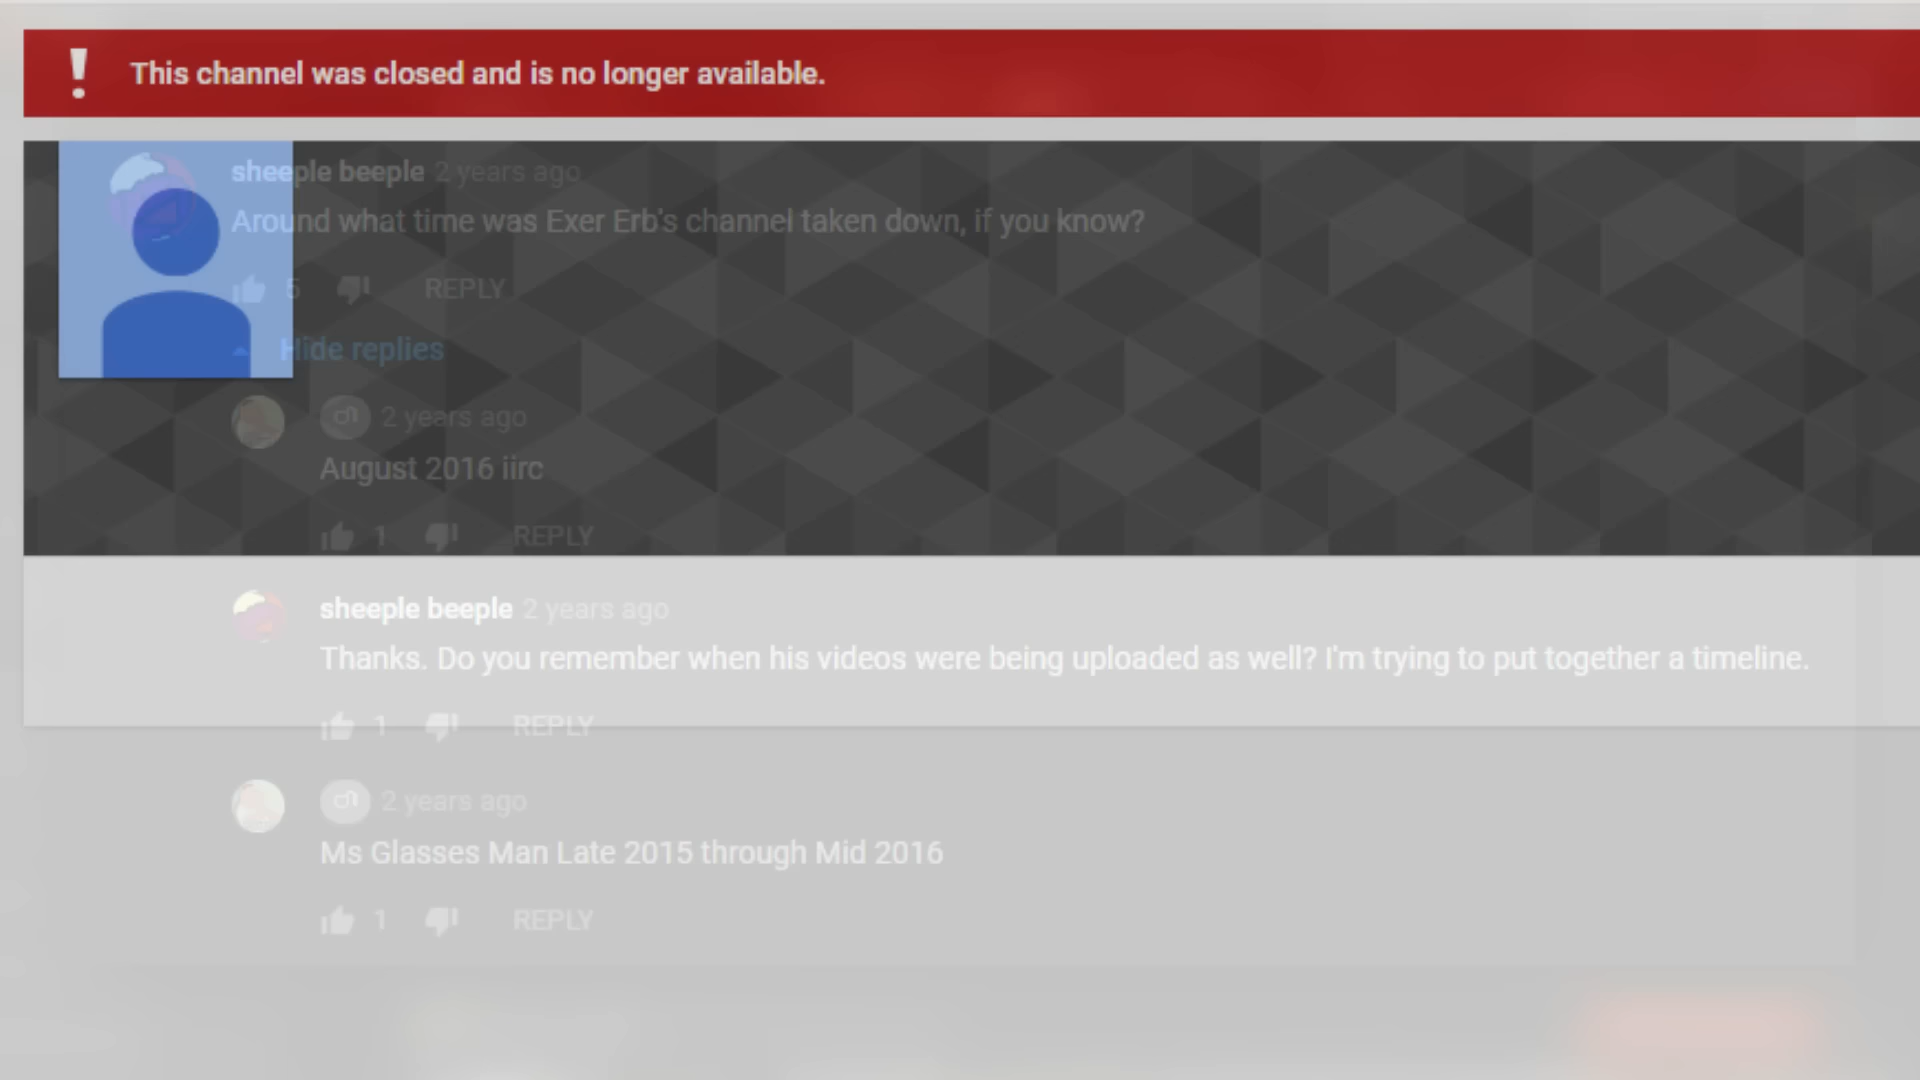 This channel was closed and is no longer available.
sheeple beeple 2 years ago
Around what time was Exer Erb's channel taken down, if you know?
5 REPLY
Hide replies
2 years ago
August 2016 iirc
1 REPLY
sheeple beeple 2 years ago
Thanks. Do you remember when his videos were being uploaded as well? I'm trying to put together a timeline.
1 REPLY
2 years ago
Ms Glasses Man Late 2015 through Mid 2016
1 REPLY